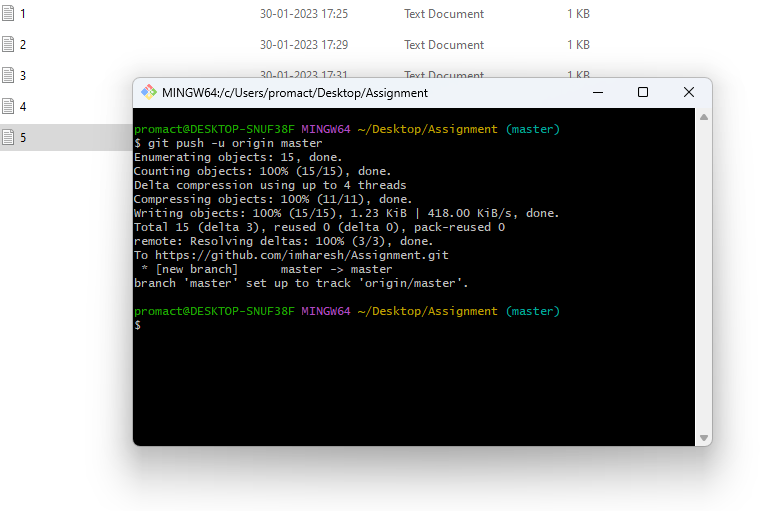 1 30-01-2023 17:25 Text Document 1 KB
2 30-01-2023 17:29 Text Document 1 KB
3 30-01-2023 17:31 Text Document 1 KB
4
5
MINGW64:/c/Users/promact/Desktop/Assignment
promact@DESKTOP-SNUF38F MINGW64 ~/Desktop/Assignment (master)
$ git push -u origin master
Enumerating objects: 15, done.
Counting objects: 100% (15/15), done.
Delta compression using up to 4 threads
Compressing objects: 100% (11/11), done.
Writing objects: 100% (15/15), 1.23 KiB | 418.00 KiB/s, done.
Total 15 (delta 3), reused 0 (delta 0), pack-reused 0
remote: Resolving deltas: 100% (3/3), done.
To https://github.com/imharesh/Assignment.git
 * [new branch]      master -> master
branch 'master' set up to track 'origin/master'.
promact@DESKTOP-SNUF38F MINGW64 ~/Desktop/Assignment (master)
$